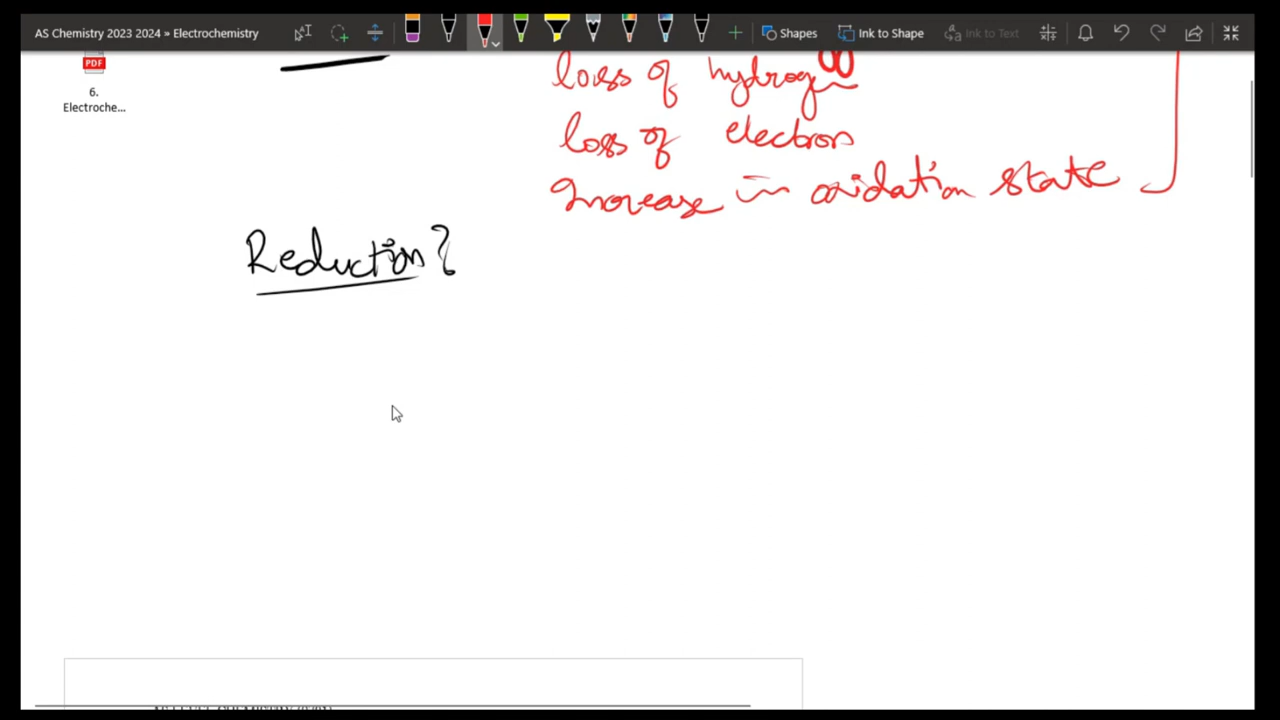 AS Chemistry 2023 2024 » Electrochemistry
Shapes
Ink to Shape
Ink to Text
PDF
6.
Electroche...
loss of hydrogen
loss of electron
Increase in oxidation state
Reduction?